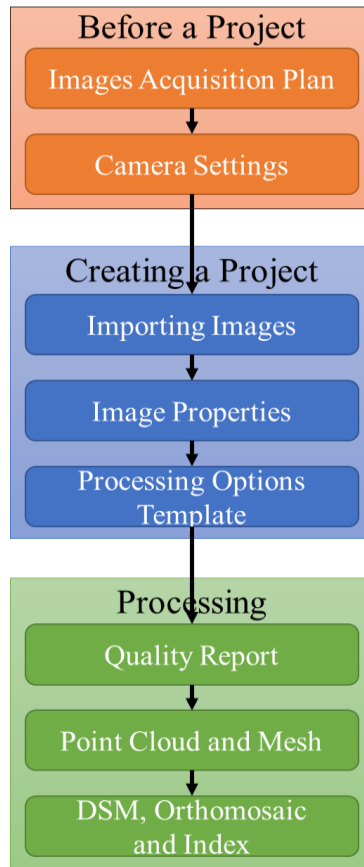 Before a Project
Images Acquisition Plan
Camera Settings
Creating a Project
Importing Images
Image Properties
Processing Options
Template
Processing
Quality Report
Point Cloud and Mesh
DSM, Orthomosaic
and Index